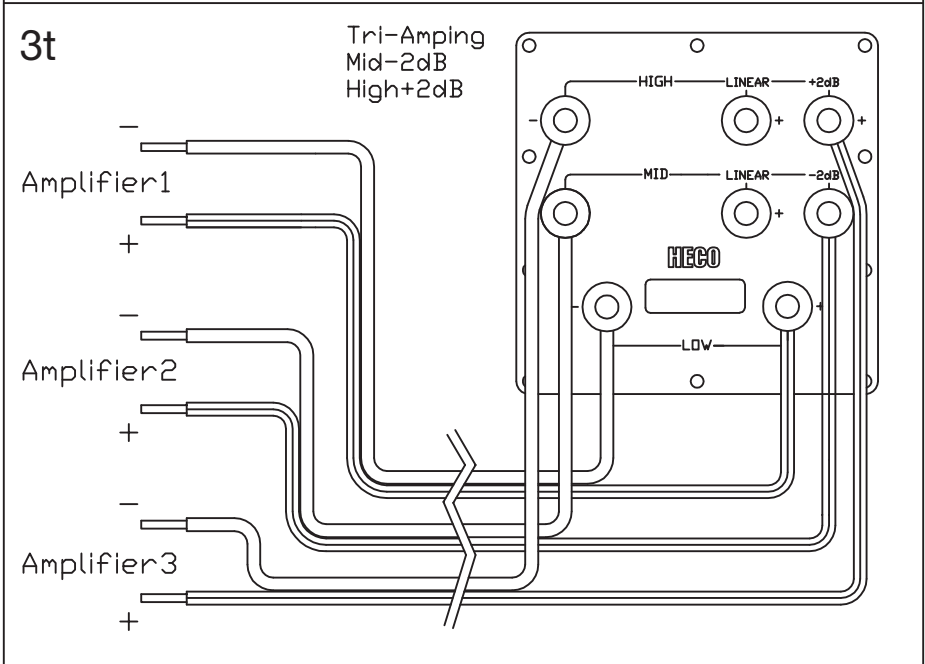 3t
Tri-Amping
Mid-2dB
High+2dB
HIGH LINEAR +2dB
- + +
MID LINEAR -2dB
+
HECO
- +
LOW
−
Amplifier1
+
−
Amplifier2
+
−
Amplifier3
+